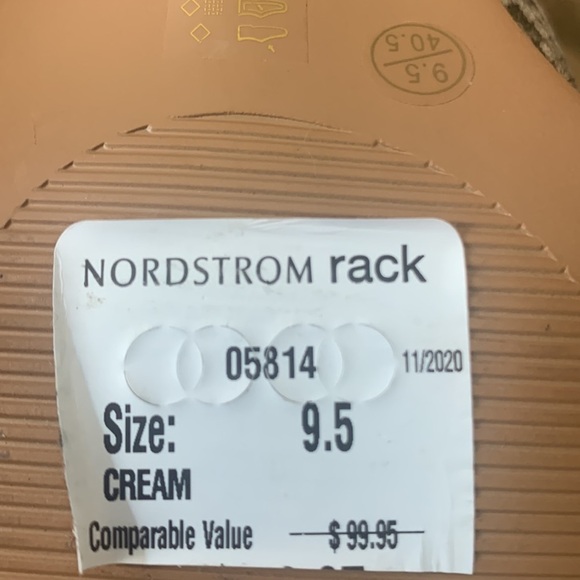 9.5
40.5
NORDSTROM rack
05814 11/2020
Size: 9.5
CREAM
Comparable Value $ 99.95